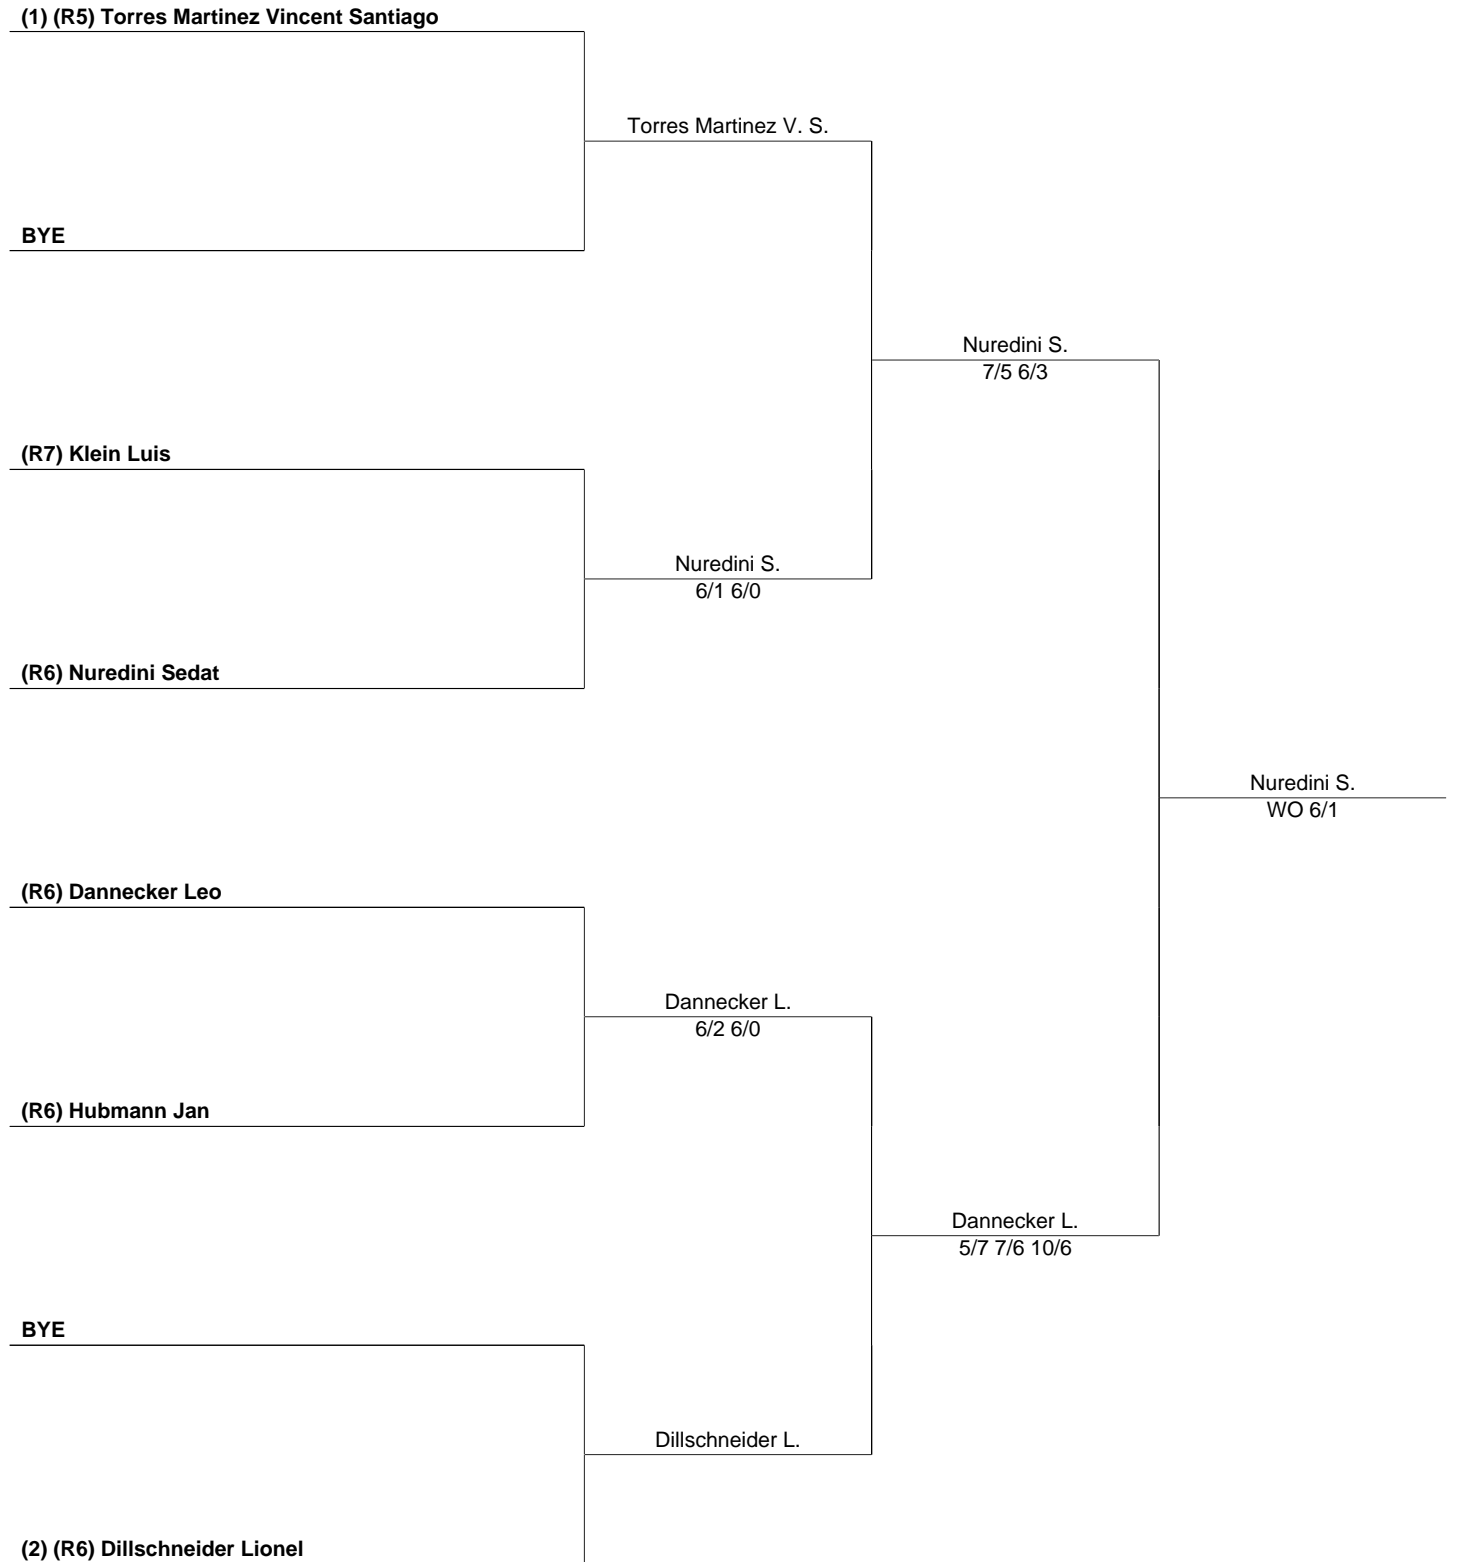 (1) (R5) Torres Martinez Vincent Santiago
Torres Martinez V. S.
BYE
Nuredini S.
7/5 6/3
(R7) Klein Luis
Nuredini S.
6/1 6/0
(R6) Nuredini Sedat
Nuredini S.
WO 6/1
(R6) Dannecker Leo
Dannecker L.
6/2 6/0
(R6) Hubmann Jan
Dannecker L.
5/7 7/6 10/6
BYE
Dillschneider L.
(2) (R6) Dillschneider Lionel